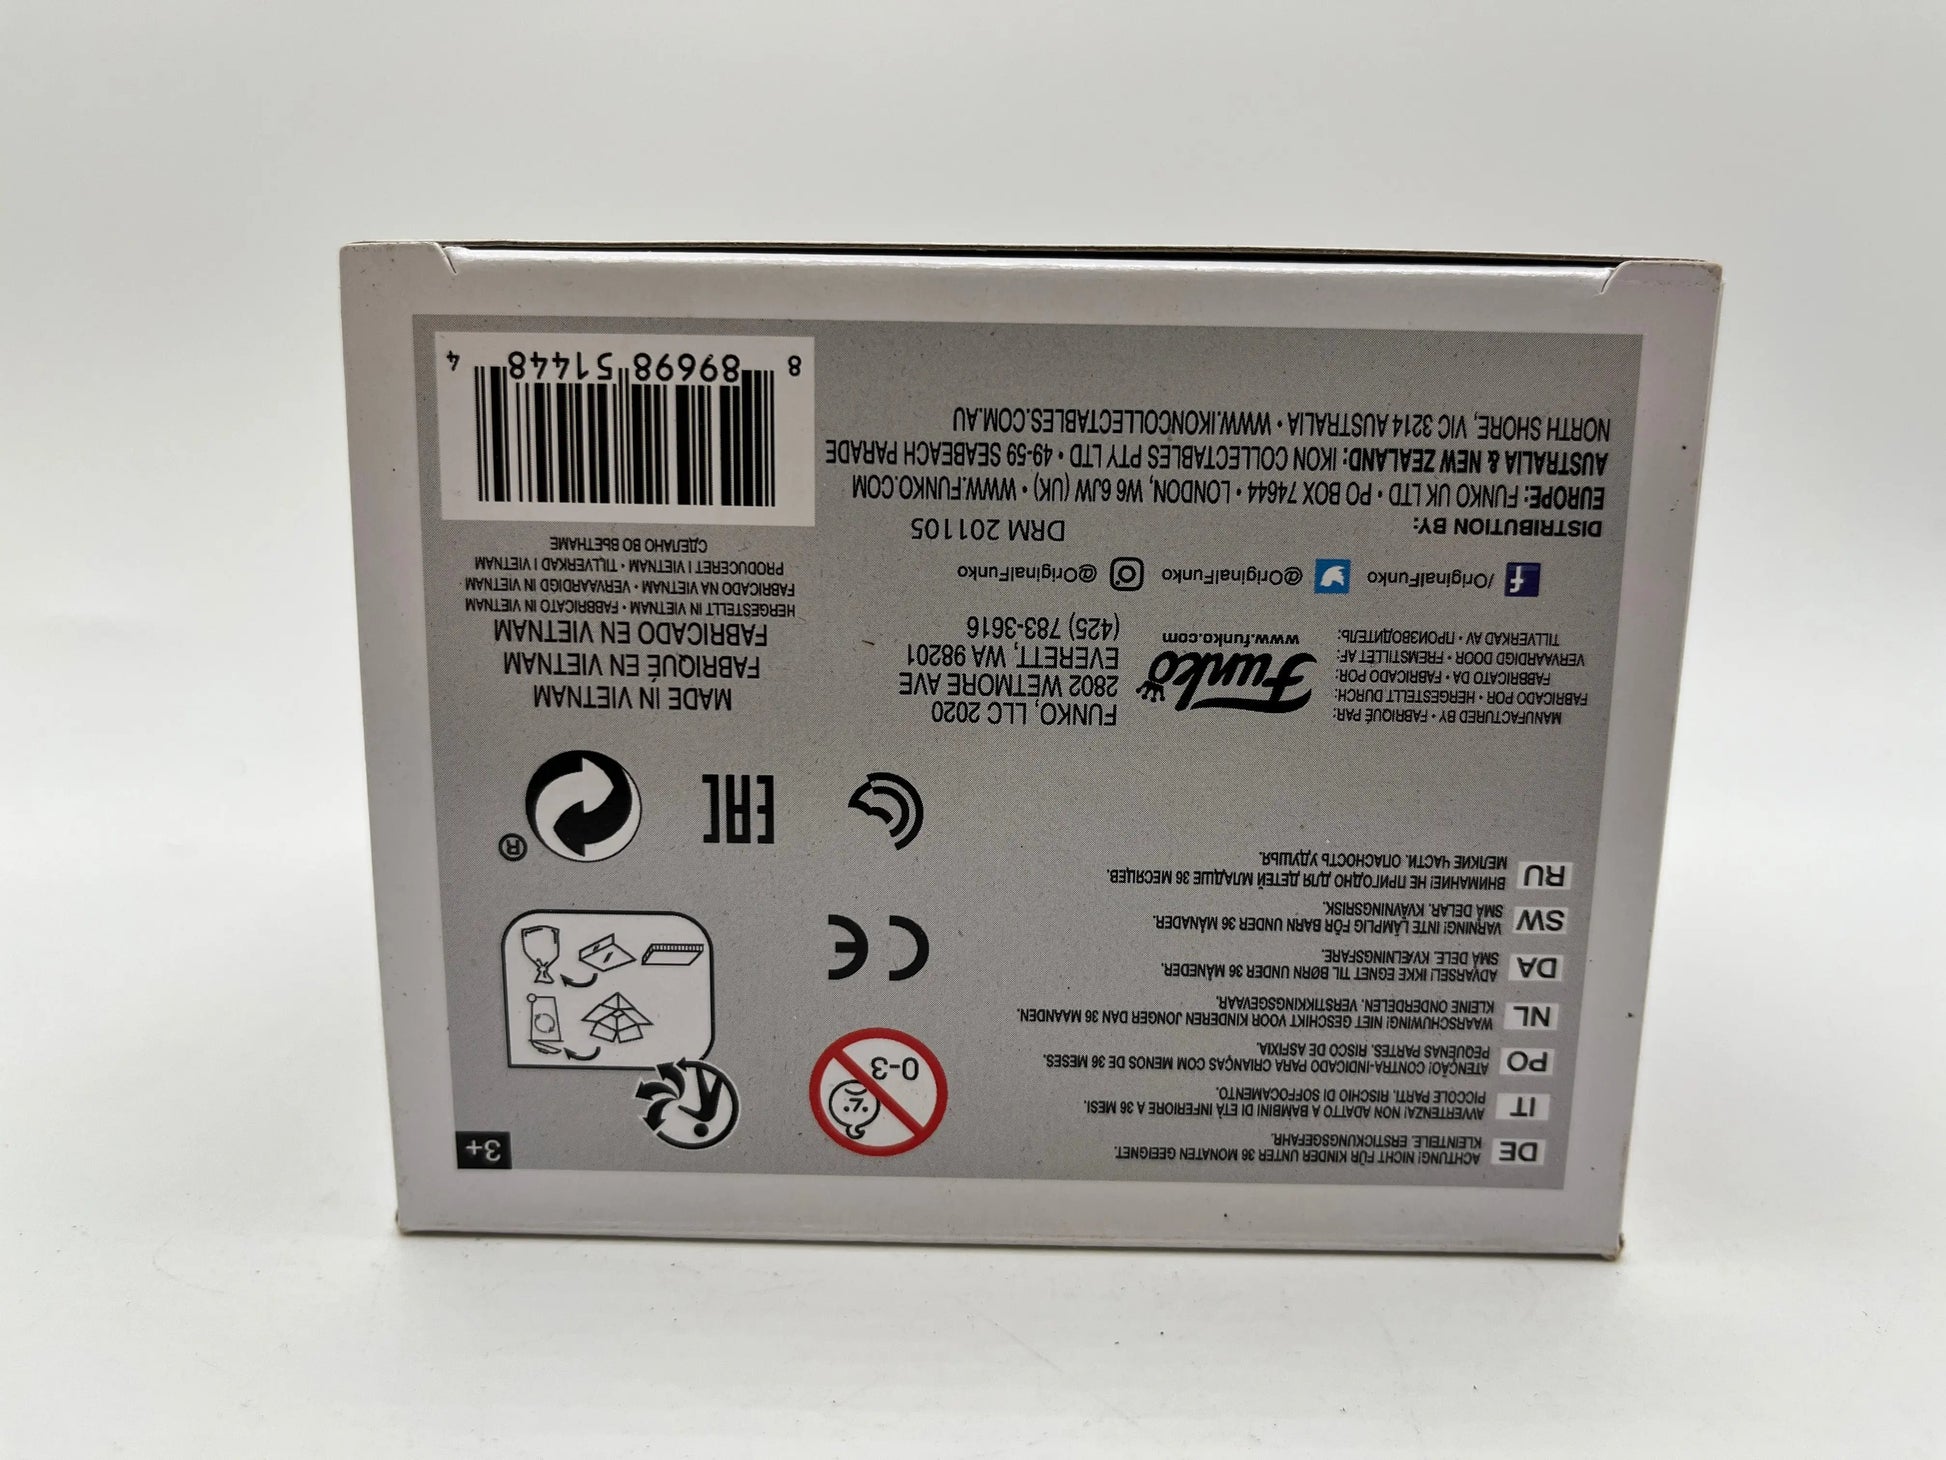 DE ACHTUNG! NICHT FÜR KINDER UNTER 36 MONATEN GEEIGNET.
KLEINTEILE. ERSTICKUNGSGEFAHR.
IT AVVERTENZA! NON ADATTO A BAMBINI DI ETÀ INFERIORE A 36 MESI.
PICCOLE PARTI. RISCHIO DI SOFFOCAMENTO.
PO ATENÇÃO! CONTRA-INDICADO PARA CRIANÇAS COM MENOS DE 36 MESES.
PEQUENAS PARTES. RISCO DE ASFIXIA.
NL WAARSCHUWING! NIET GESCHIKT VOOR KINDEREN JONGER DAN 36 MAANDEN.
KLEINE ONDERDELEN. VERSTIKKINGSGEVAAR.
DA ADVARSEL! IKKE EGNET TIL BØRN UNDER 36 MÅNEDER.
SMÅ DELE. KVÆLNINGSFARE.
SW VARNING! INTE LÄMPLIG FÖR BARN UNDER 36 MÅNADER.
SMÅ DELAR. KVÄVNINGSRISK.
RU ВНИМАНИЕ! НЕ ПРИГОДНО ДЛЯ ДЕТЕЙ МЛАДШЕ 36 МЕСЯЦЕВ.
МЕЛКИЕ ЧАСТИ. ОПАСНОСТЬ УДУШЬЯ.
0-3
3+
CE
EAC
®
MANUFACTURED BY • FABRIQUÉ PAR:
FABRICADO POR • HERGESTELLT DURCH:
FABBRICATO DA • FABRICADO POR:
VERVAARDIGD DOOR • FREMSTILLET AF:
TILLVERKAD AV • ПРОИЗВОДИТЕЛЬ:
Funko
www.funko.com
FUNKO, LLC 2020
2802 WETMORE AVE
EVERETT, WA 98201
(425) 783-3616
/OriginalFunko @OriginalFunko @OriginalFunko
DISTRIBUTION BY: DRM 201105
EUROPE: FUNKO UK LTD • PO BOX 74644 • LONDON, W6 6JW (UK) • WWW.FUNKO.COM
AUSTRALIA & NEW ZEALAND: IKON COLLECTABLES PTY LTD • 49-59 SEABEACH PARADE
NORTH SHORE, VIC 3214 AUSTRALIA • WWW.IKONCOLLECTABLES.COM.AU
MADE IN VIETNAM
FABRIQUÉ EN VIETNAM
FABRICADO EN VIETNAM
HERGESTELLT IN VIETNAM • FABBRICATO IN VIETNAM
FABRICADO NA VIETNAM • VERVAARDIGD IN VIETNAM
PRODUCERET I VIETNAM • TILLVERKAD I VIETNAM
СДЕЛАНО ВО ВЬЕТНАМЕ
8 89698 51448 4